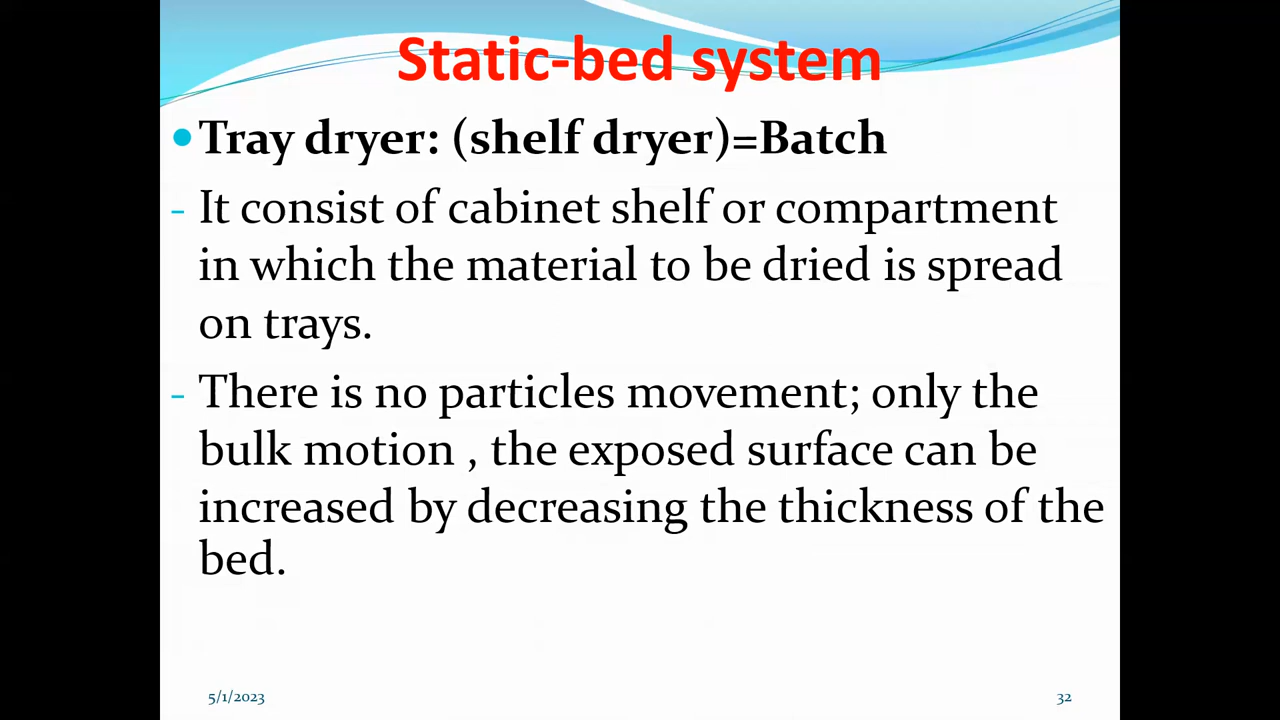 Static-bed system
•Tray dryer: (shelf dryer)=Batch
- It consist of cabinet shelf or compartment
in which the material to be dried is spread
on trays.
- There is no particles movement; only the
bulk motion , the exposed surface can be
increased by decreasing the thickness of the
bed.
5/1/2023
32